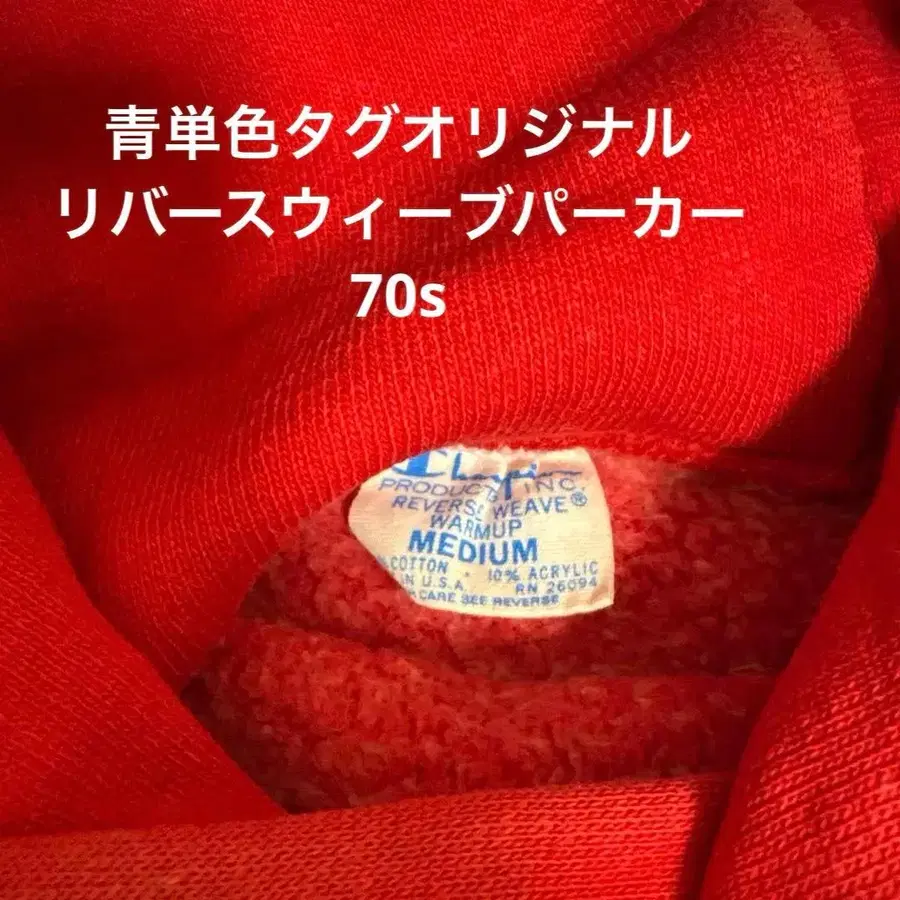 青単色タグオリジナル
リバースウィーブパーカー
70s
PRODUCTS, INC.
REVERSE WEAVE®
WARMUP
MEDIUM
COTTON • 10% ACRYLIC
IN U.S.A. RN 26094
CARE SEE REVERSE